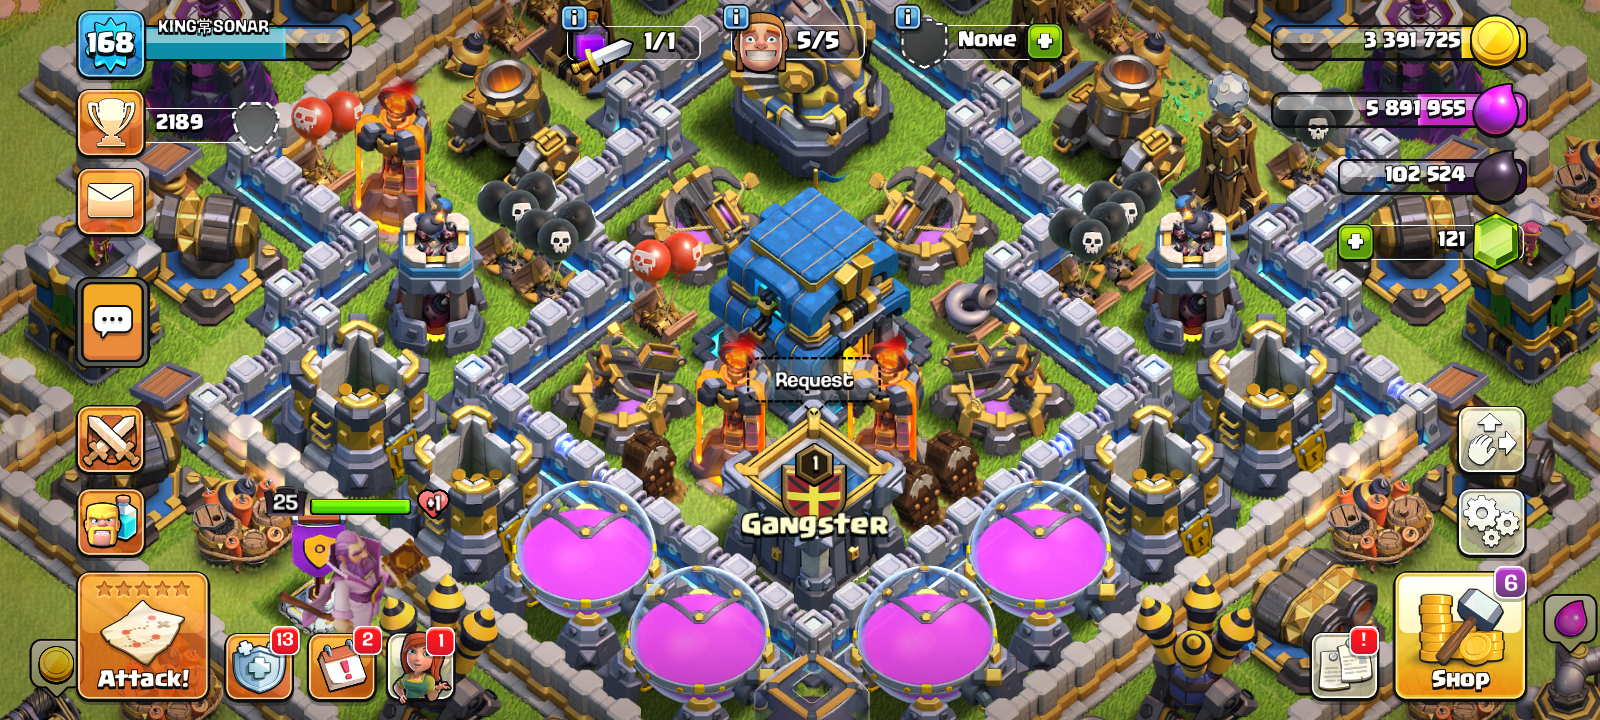 168
KING常SONAR
1/1
5/5
None
3 391 725
2189
5 891 955
102 524
121
Request
1
Gangster
25
+1
6
Attack!
13
2
1
!
Shop